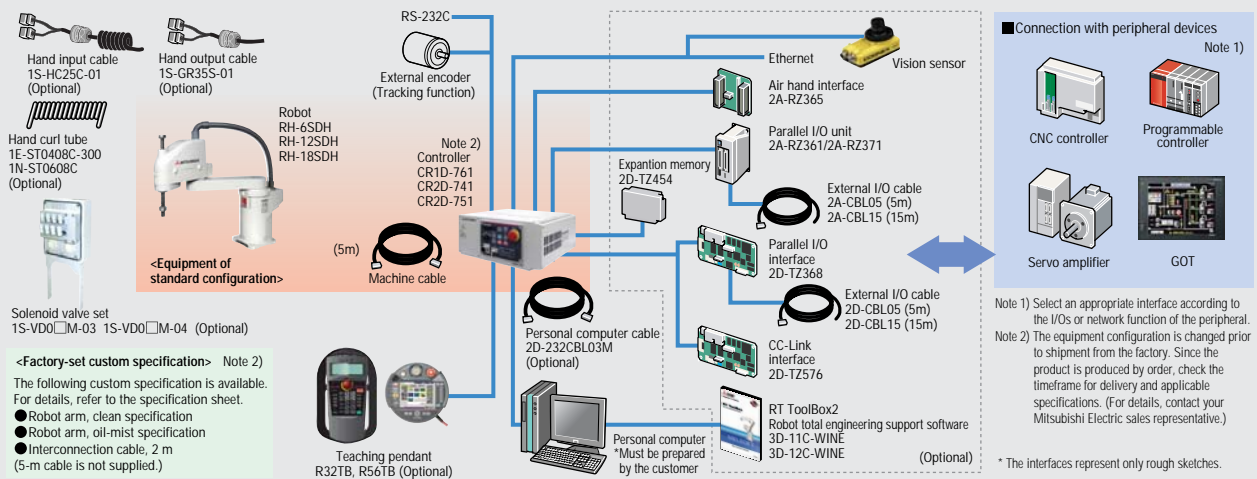 Hand input cable
1S-HC25C-01
(Optional)
Hand output cable
1S-GR35S-01
(Optional)
Hand curl tube
1E-ST0408C-300
1N-ST0608C
(Optional)
Solenoid valve set
1S-VD0□M-03 1S-VD0□M-04 (Optional)
Robot
RH-6SDH
RH-12SDH
RH-18SDH
<Equipment of
standard configuration>
(5m)
Machine cable
Note 2)
Controller
CR1D-761
CR2D-741
CR2D-751
RS-232C
External encoder
(Tracking function)
Ethernet
Vision sensor
Air hand interface
2A-RZ365
Parallel I/O unit
2A-RZ361/2A-RZ371
Expantion memory
2D-TZ454
External I/O cable
2A-CBL05 (5m)
2A-CBL15 (15m)
Parallel I/O
interface
2D-TZ368
External I/O cable
2D-CBL05 (5m)
2D-CBL15 (15m)
CC-Link
interface
2D-TZ576
Personal computer cable
2D-232CBL03M
(Optional)
Personal computer
*Must be prepared
by the customer
RT ToolBox2
Robot total engineering support software
3D-11C-WINE
3D-12C-WINE
(Optional)
Teaching pendant
R32TB, R56TB (Optional)
<Factory-set custom specification> Note 2)
The following custom specification is available.
For details, refer to the specification sheet.
●Robot arm, clean specification
●Robot arm, oil-mist specification
●Interconnection cable, 2 m
(5-m cable is not supplied.)
■Connection with peripheral devices
Note 1)
CNC controller
Programmable
controller
Servo amplifier
GOT
Note 1) Select an appropriate interface according to
the I/Os or network function of the peripheral.
Note 2) The equipment configuration is changed prior
to shipment from the factory. Since the
product is produced by order, check the
timeframe for delivery and applicable
specifications. (For details, contact your
Mitsubishi Electric sales representative.)
* The interfaces represent only rough sketches.